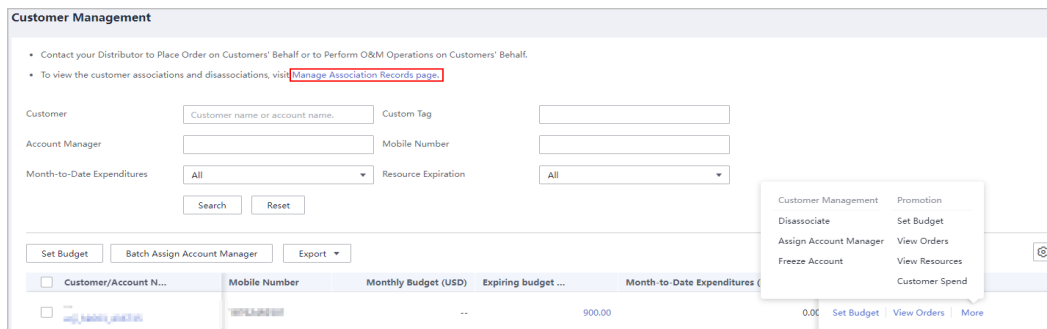 Customer Management
• Contact your Distributor to Place Order on Customers' Behalf or to Perform O&M Operations on Customers' Behalf.
• To view the customer associations and disassociations, visit Manage Association Records page.
Customer
Customer name or account name.
Custom Tag
Account Manager
Mobile Number
Month-to-Date Expenditures
All
Resource Expiration
All
Search
Reset
Customer Management
Promotion
Disassociate
Set Budget
Assign Account Manager
View Orders
Freeze Account
View Resources
Customer Spend
Set Budget
Batch Assign Account Manager
Export
Customer/Account N...
Mobile Number
Monthly Budget (USD)
Expiring budget ...
Month-to-Date Expenditures (
--
900.00
0.00
Set Budget
View Orders
More